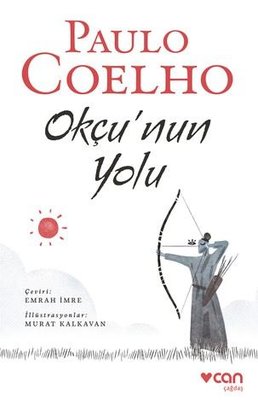 PAULO
COELHO
Okçu'nun
Yolu
Çeviri:
EMRAH İMRE
İllüstrasyonlar:
MURAT KALKAVAN
can
çağdaş